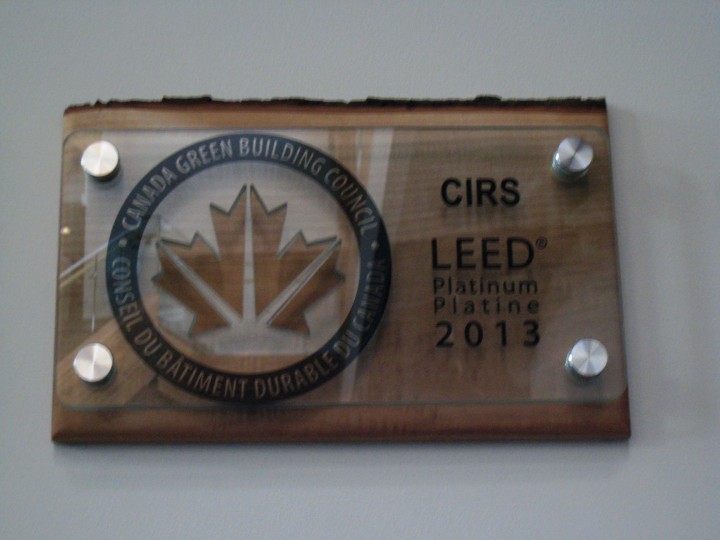 CANADA GREEN BUILDING COUNCIL
CONSEIL DU BÂTIMENT DURABLE DU CANADA
CIRS
LEED®
Platinum
Platine
2013